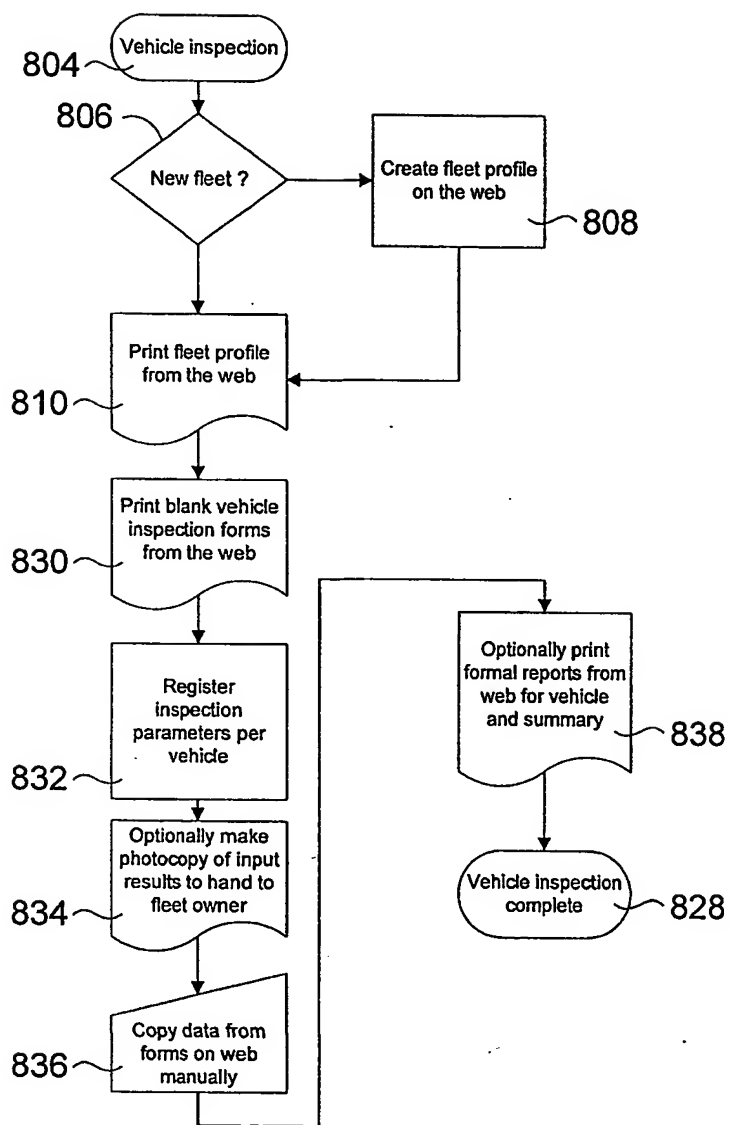 Vehicle inspection
804
806
New fleet ?
Create fleet profile
on the web
808
Print fleet profile
from the web
810
Print blank vehicle
inspection forms
from the web
830
Register
inspection
parameters per
vehicle
832
Optionally make
photocopy of input
results to hand to
fleet owner
834
Copy data from
forms on web
manually
836
Optionally print
formal reports from
web for vehicle
and summary
838
Vehicle inspection
complete
828